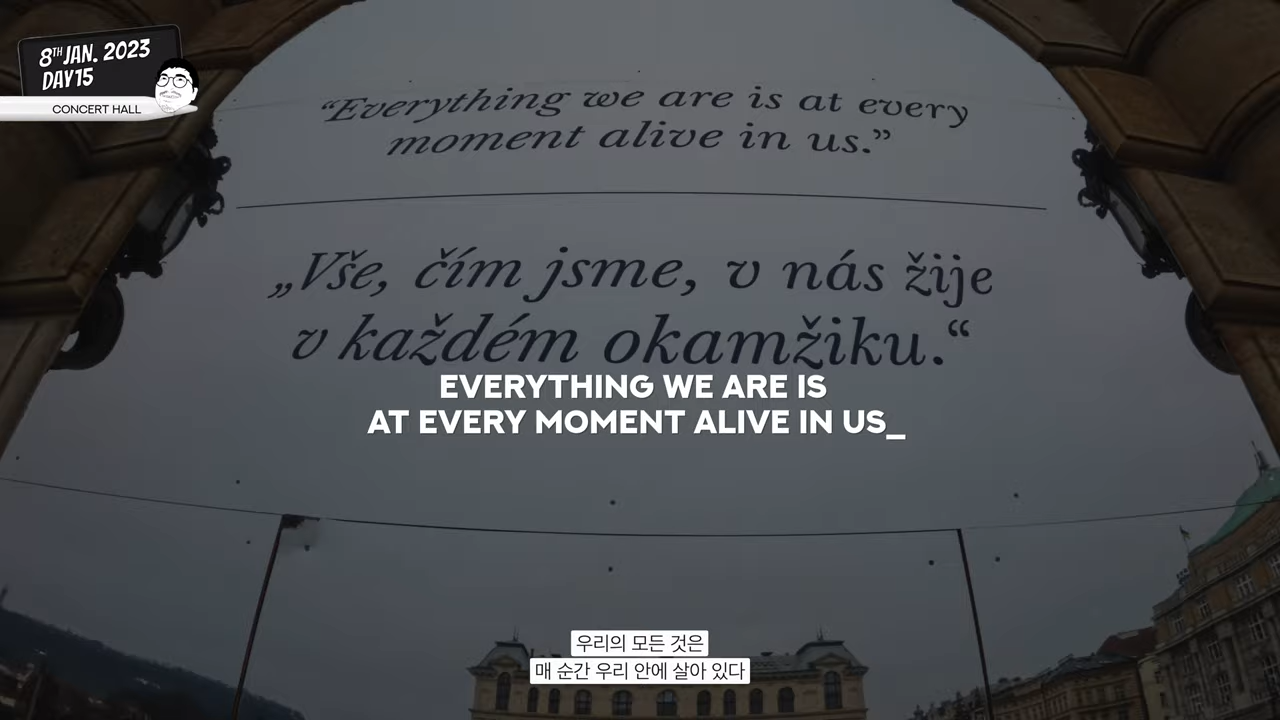 8TH JAN. 2023
DAY15
CONCERT HALL
“Everything we are is at every
moment alive in us.”
„Vše, čím jsme, v nás žije
v každém okamžiku.“
EVERYTHING WE ARE IS
AT EVERY MOMENT ALIVE IN US_
우리의 모든 것은
매 순간 우리 안에 살아 있다